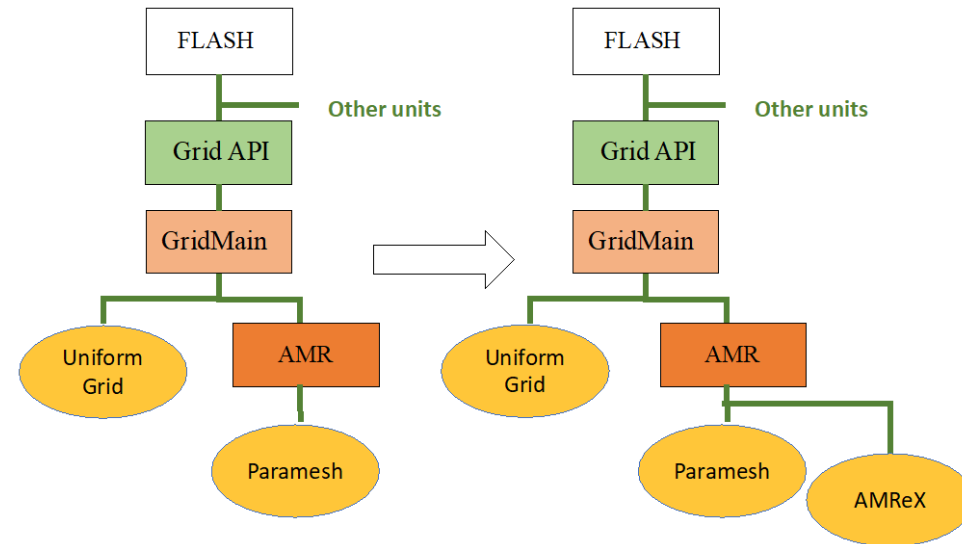 FLASH
Other units
Grid API
GridMain
Uniform
Grid
AMR
Paramesh
FLASH
Other units
Grid API
GridMain
Uniform
Grid
AMR
Paramesh
AMReX